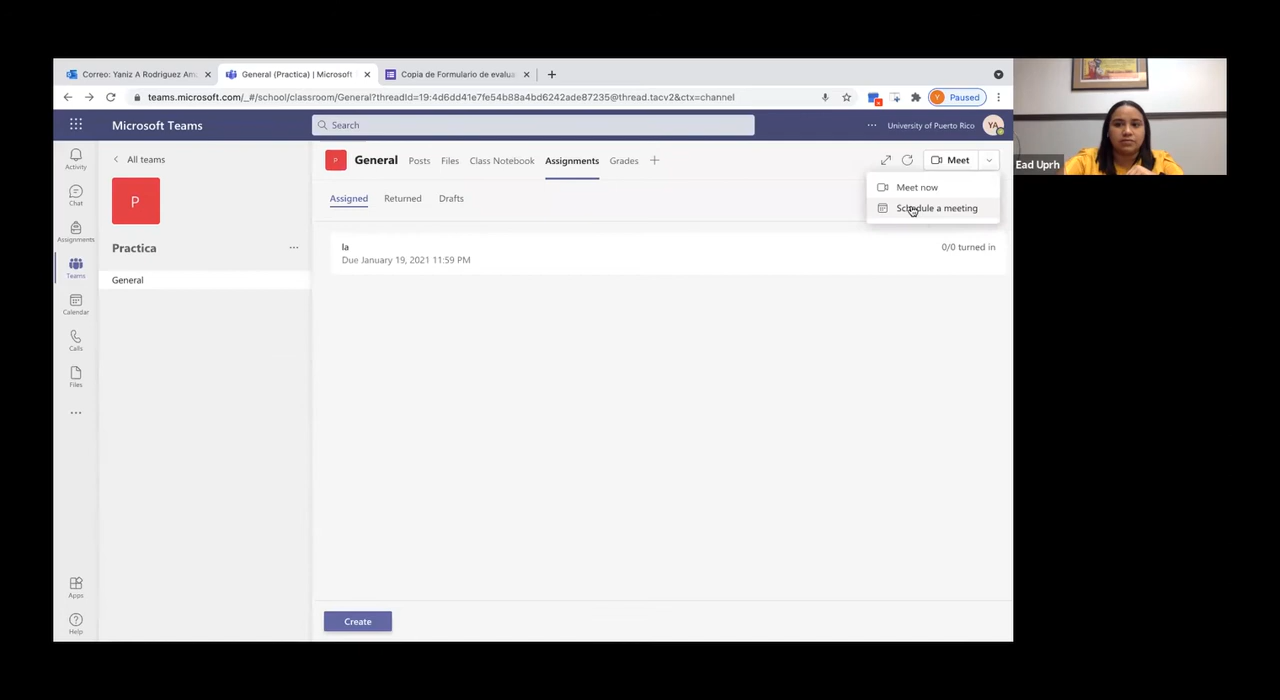 Correo: Yaniz A Rodriguez Am
General (Practica) | Microsoft
Copia de Formulario de evalua
teams.microsoft.com/_#/school/classroom/General?threadId=19:4d6dd41e7fe54b88a4bd6242ade87235@thread.tacv2&ctx=channel
Y
Paused
Microsoft Teams
Search
University of Puerto Rico
YA
Activity
Chat
Assignments
Teams
Calendar
Calls
Files
Apps
Help
All teams
P
Practica
General
P
General
Posts
Files
Class Notebook
Assignments
Grades
Meet
Meet now
Schedule a meeting
Assigned
Returned
Drafts
la
Due January 19, 2021 11:59 PM
0/0 turned in
Create
Ead Uprh